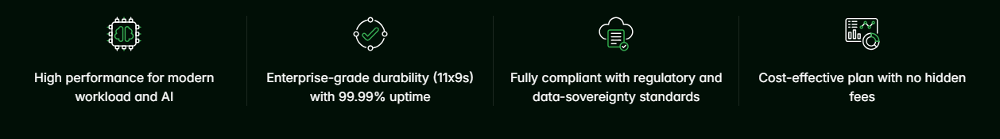 High performance for modern
workload and AI
Enterprise-grade durability (11x9s)
with 99.99% uptime
Fully compliant with regulatory and
data-sovereignty standards
Cost-effective plan with no hidden
fees